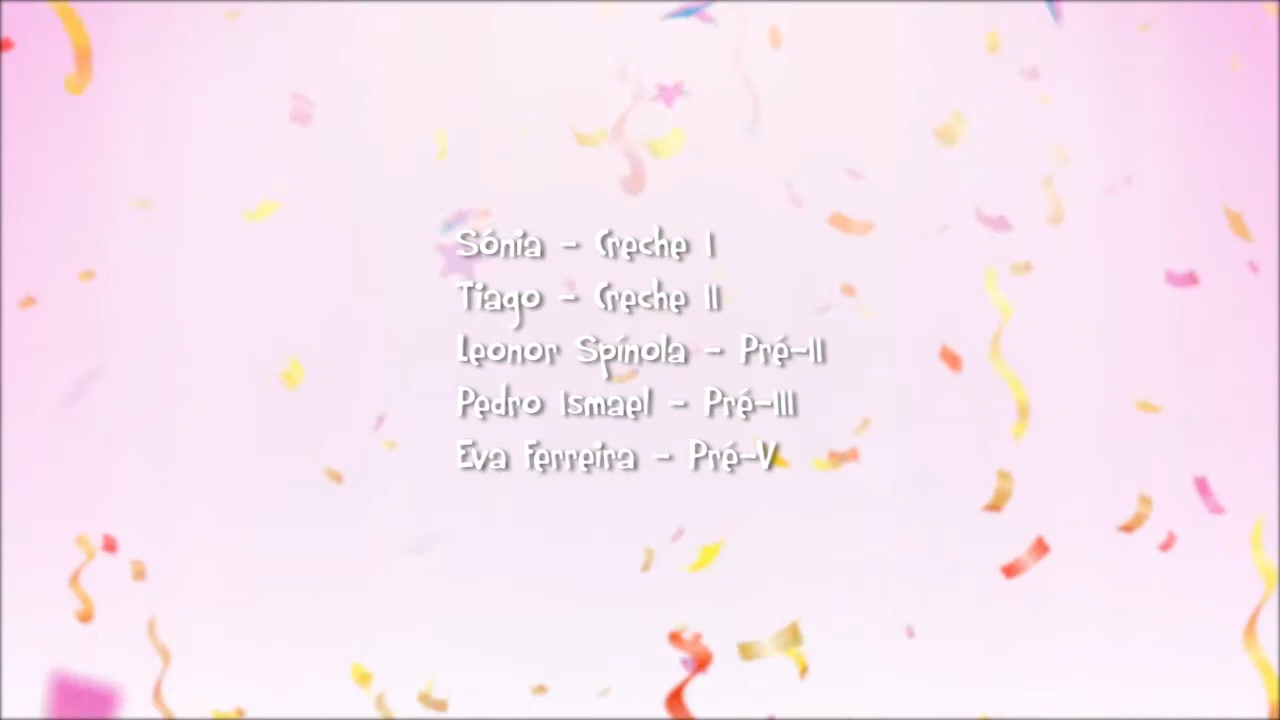 Sónia - Creche I
Tiago - Creche II
Leonor Spínola - Pré-II
Pedro Ismael - Pré-III
Eva Ferreira - Pré-V